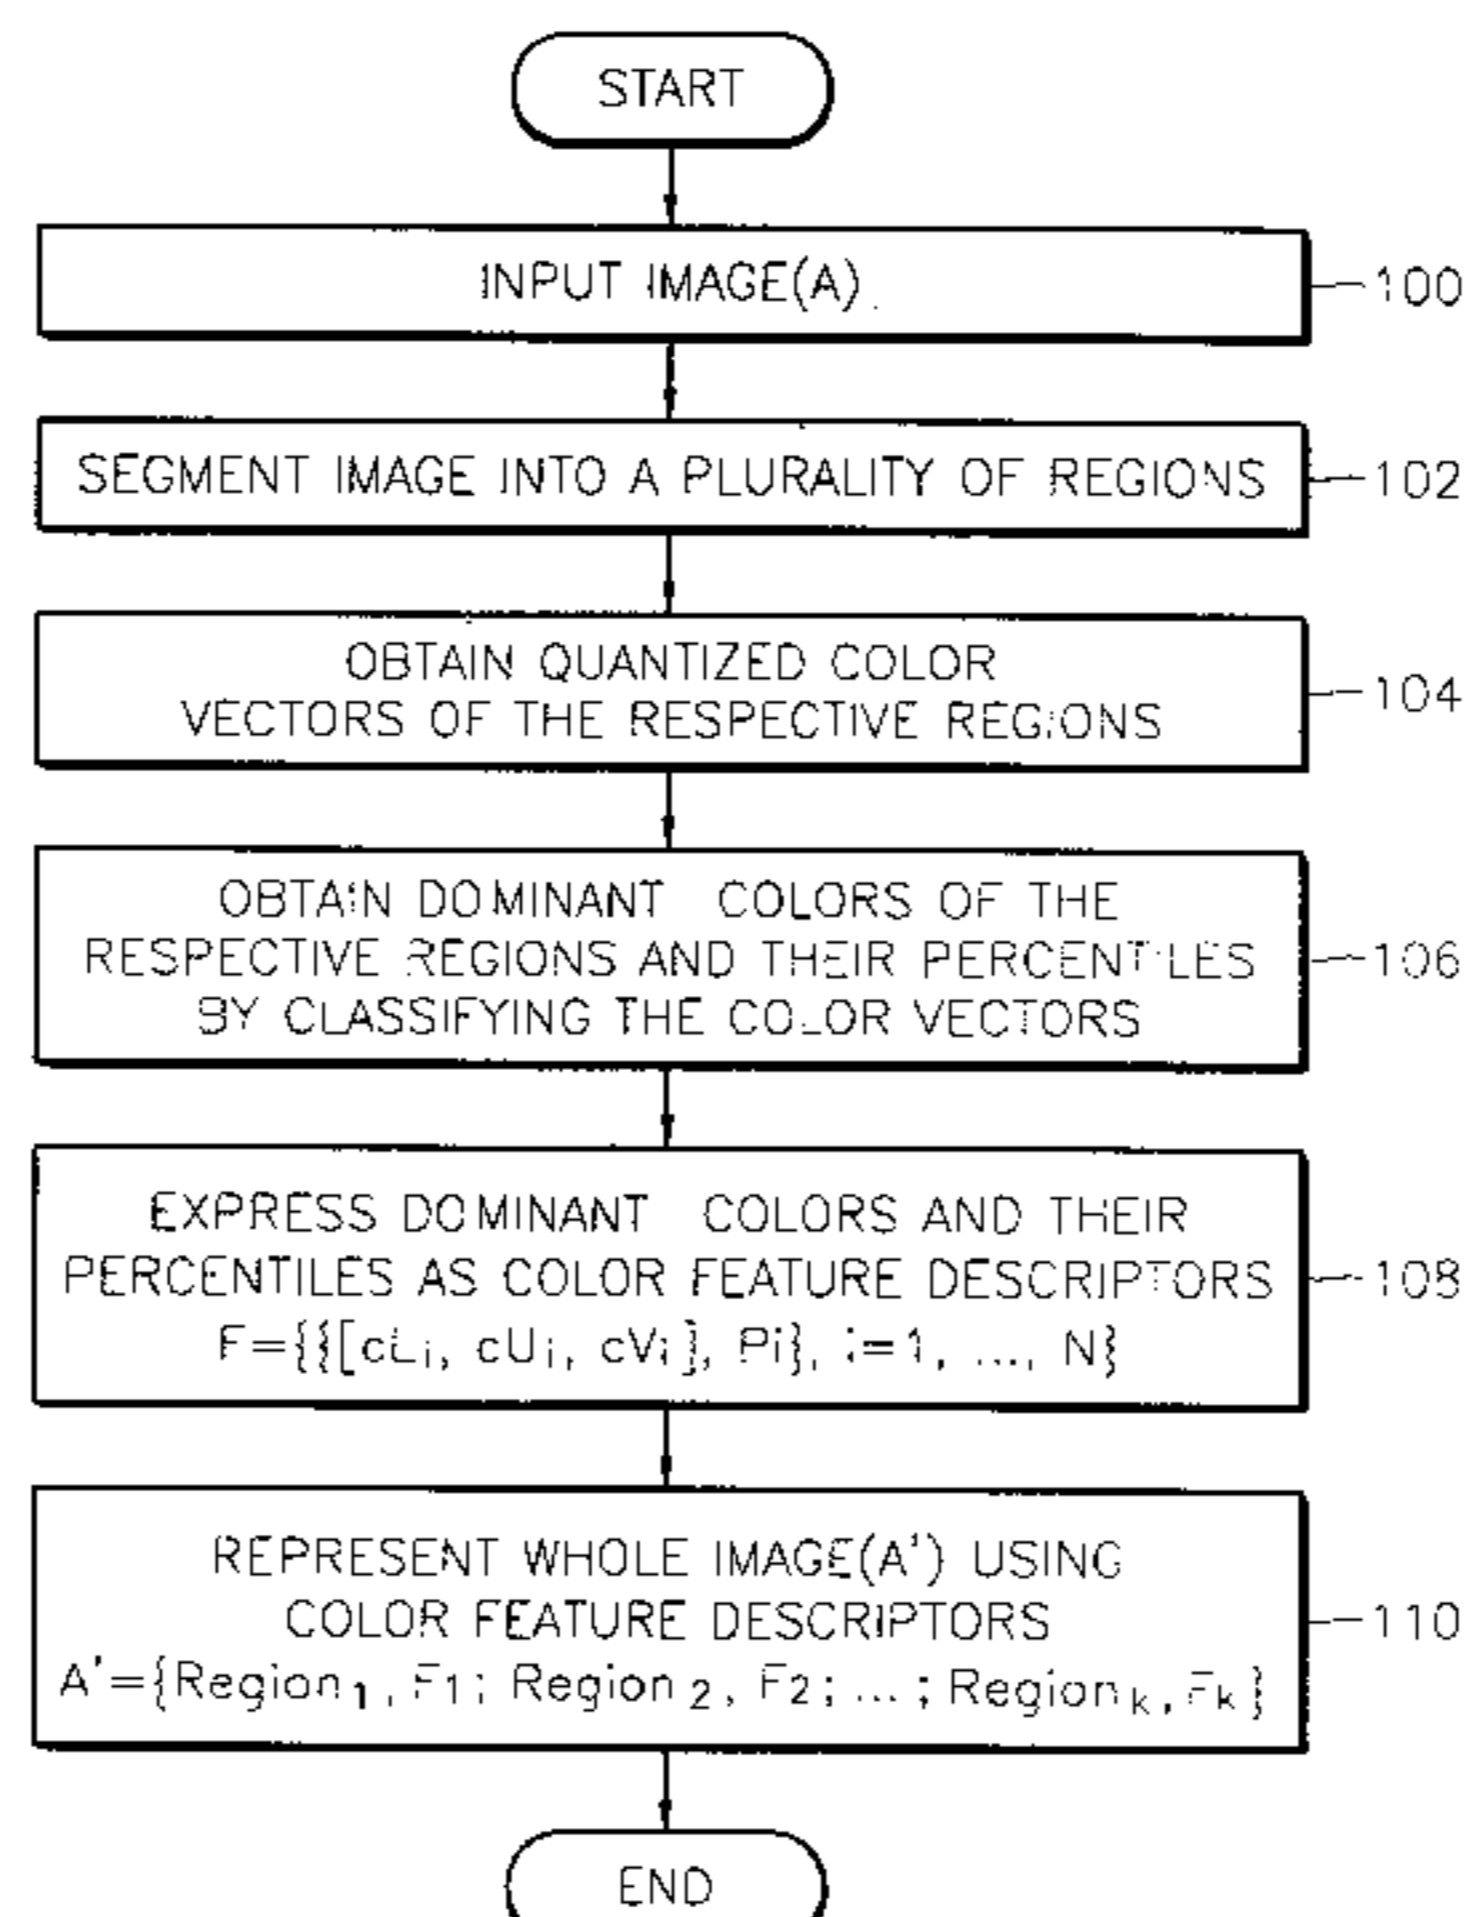 START
INPUT IMAGE(A)
100
SEGMENT IMAGE INTO A PLURALITY OF REGIONS
102
OBTAIN QUANTIZED COLOR
VECTORS OF THE RESPECTIVE REGIONS
104
OBTAIN DOMINANT COLORS OF THE
RESPECTIVE REGIONS AND THEIR PERCENTILES
BY CLASSIFYING THE COLOR VECTORS
106
EXPRESS DOMINANT COLORS AND THEIR
PERCENTILES AS COLOR FEATURE DESCRIPTORS
F={{[cLi, cUi, cVi], Pi}, i=1, ..., N}
108
REPRESENT WHOLE IMAGE(A') USING
COLOR FEATURE DESCRIPTORS
A'={Region1, F1; Region2, F2; ... ; Regionk, Fk}
110
END